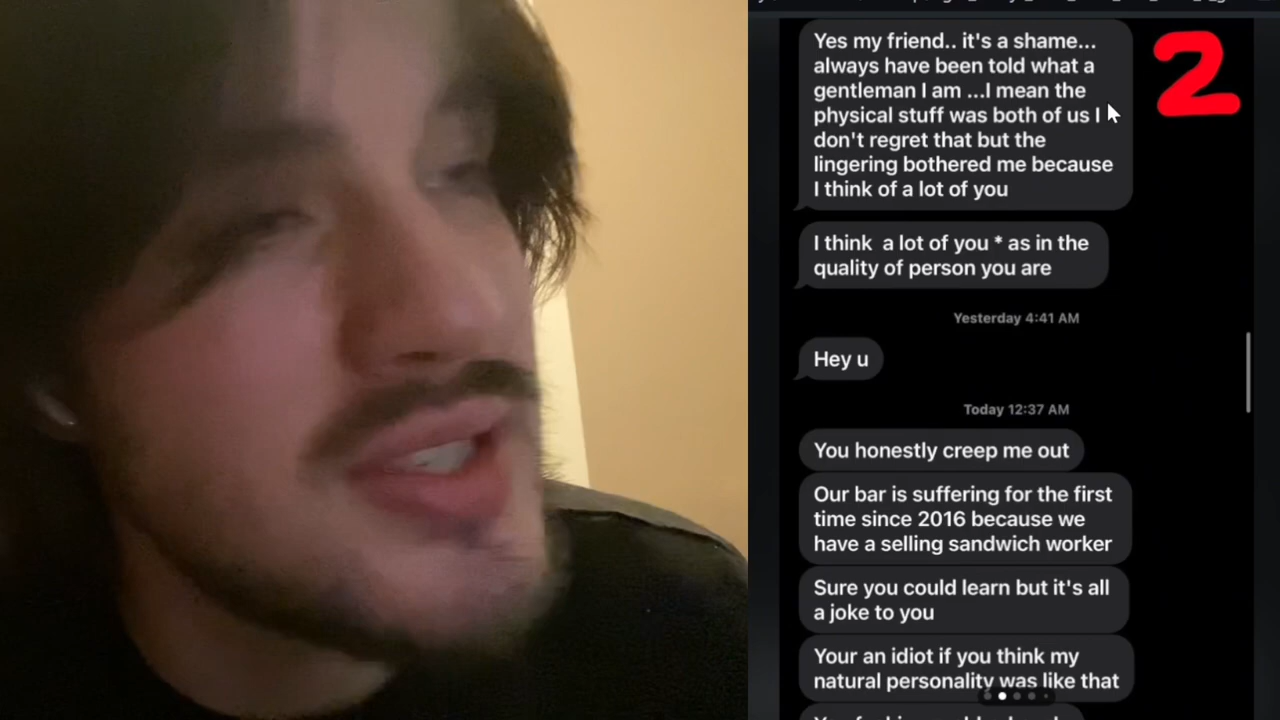 2
Yes my friend.. it's a shame...
always have been told what a
gentleman I am ...I mean the
physical stuff was both of us I
don't regret that but the
lingering bothered me because
I think of a lot of you
I think a lot of you * as in the
quality of person you are
Yesterday 4:41 AM
Hey u
Today 12:37 AM
You honestly creep me out
Our bar is suffering for the first
time since 2016 because we
have a selling sandwich worker
Sure you could learn but it's all
a joke to you
Your an idiot if you think my
natural personality was like that